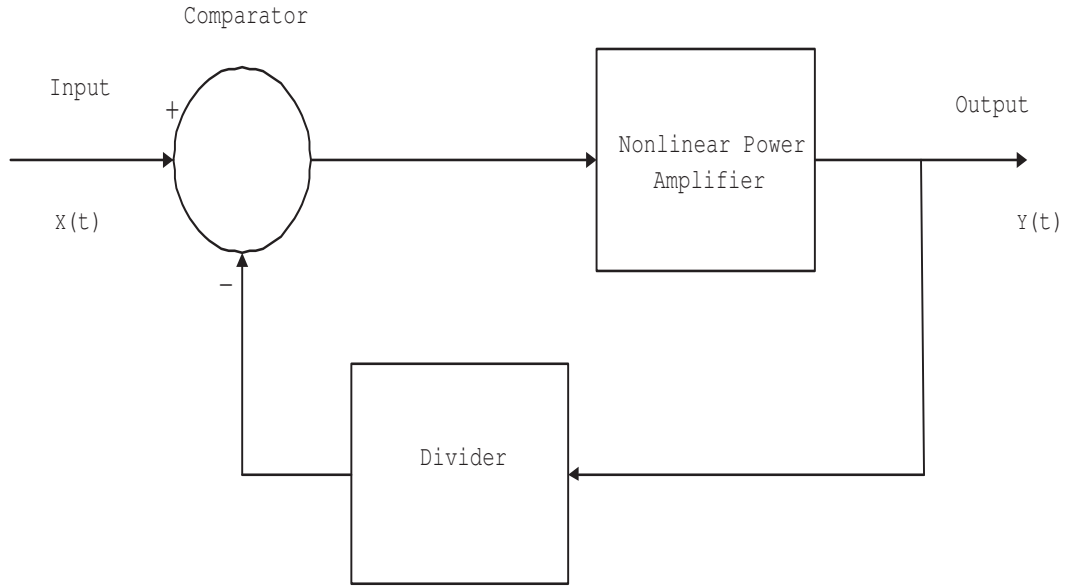 Comparator
Input
+
Output
Nonlinear Power
Amplifier
X(t)
Y(t)
−
Divider